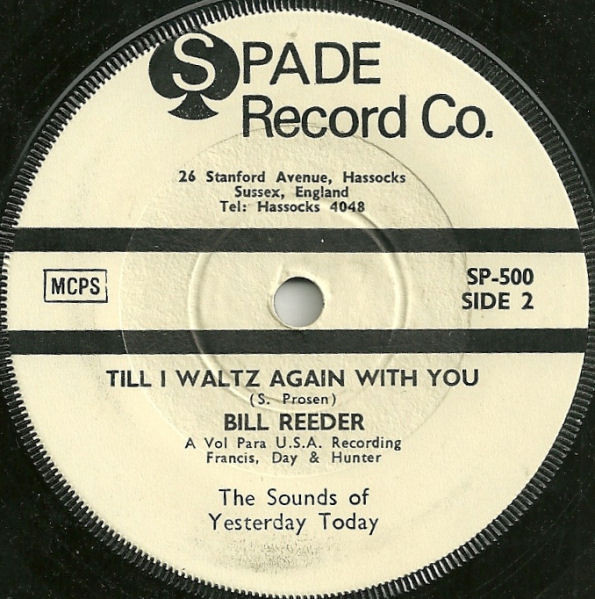 SPADE
Record Co.
26 Stanford Avenue, Hassocks
Sussex, England
Tel: Hassocks 4048
MCPS
SP-500
SIDE 2
TILL I WALTZ AGAIN WITH YOU
(S. Prosen)
BILL REEDER
A Vol Para U.S.A. Recording
Francis, Day & Hunter
The Sounds of
Yesterday Today